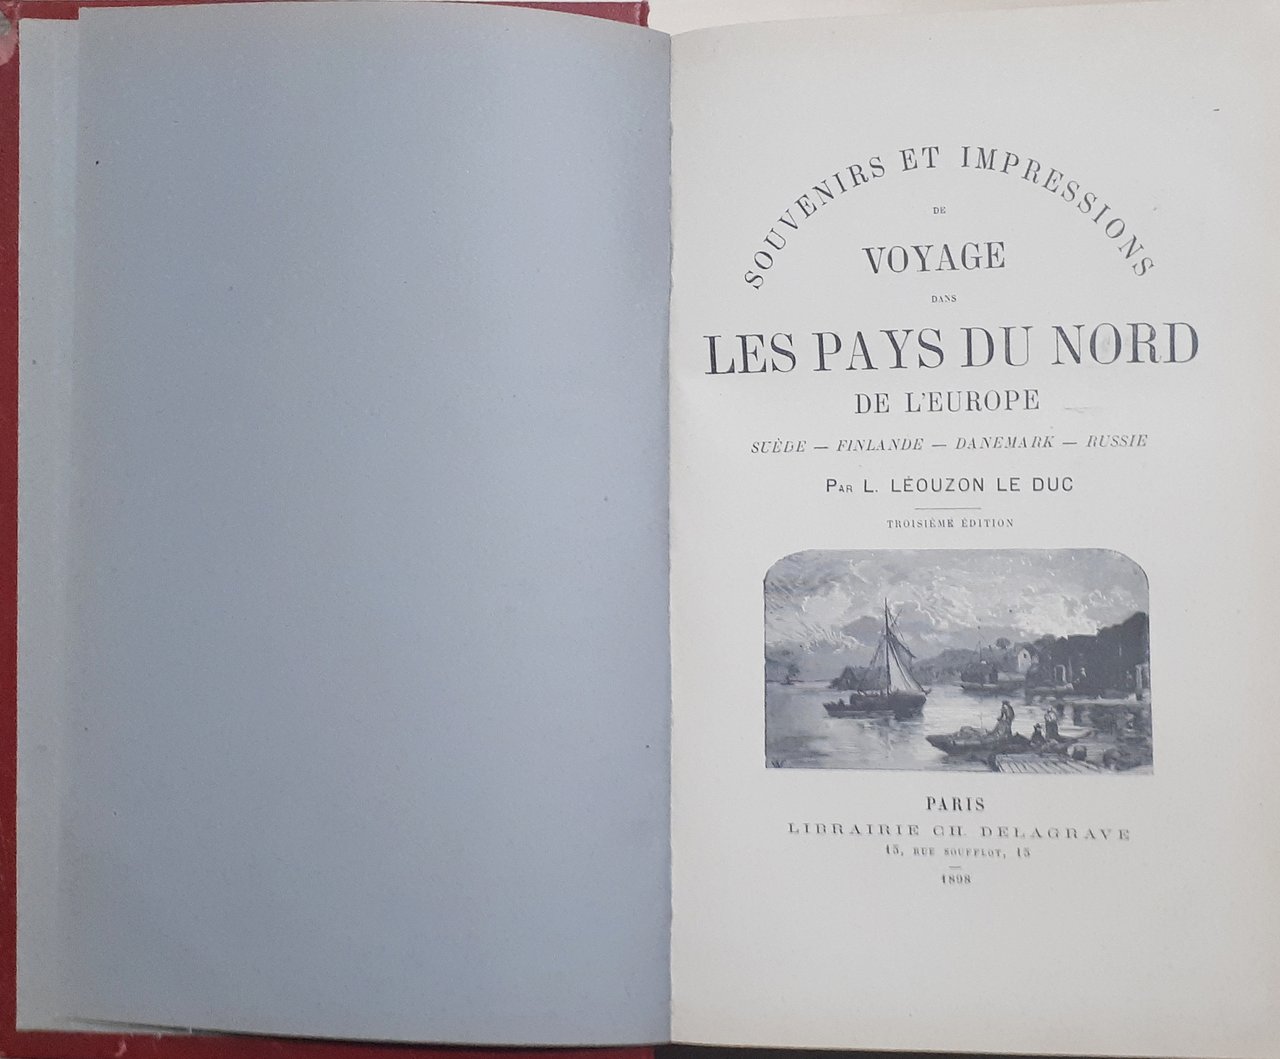 SOUVENIRS ET IMPRESSIONS
DE
VOYAGE
DANS
LES PAYS DU NORD
DE L'EUROPE
SUÈDE — FINLANDE — DANEMARK — RUSSIE
PAR L. LÉOUZON LE DUC
TROISIÈME ÉDITION
PARIS
LIBRAIRIE CH. DELAGRAVE
15, RUE SOUFFLOT, 15
1898